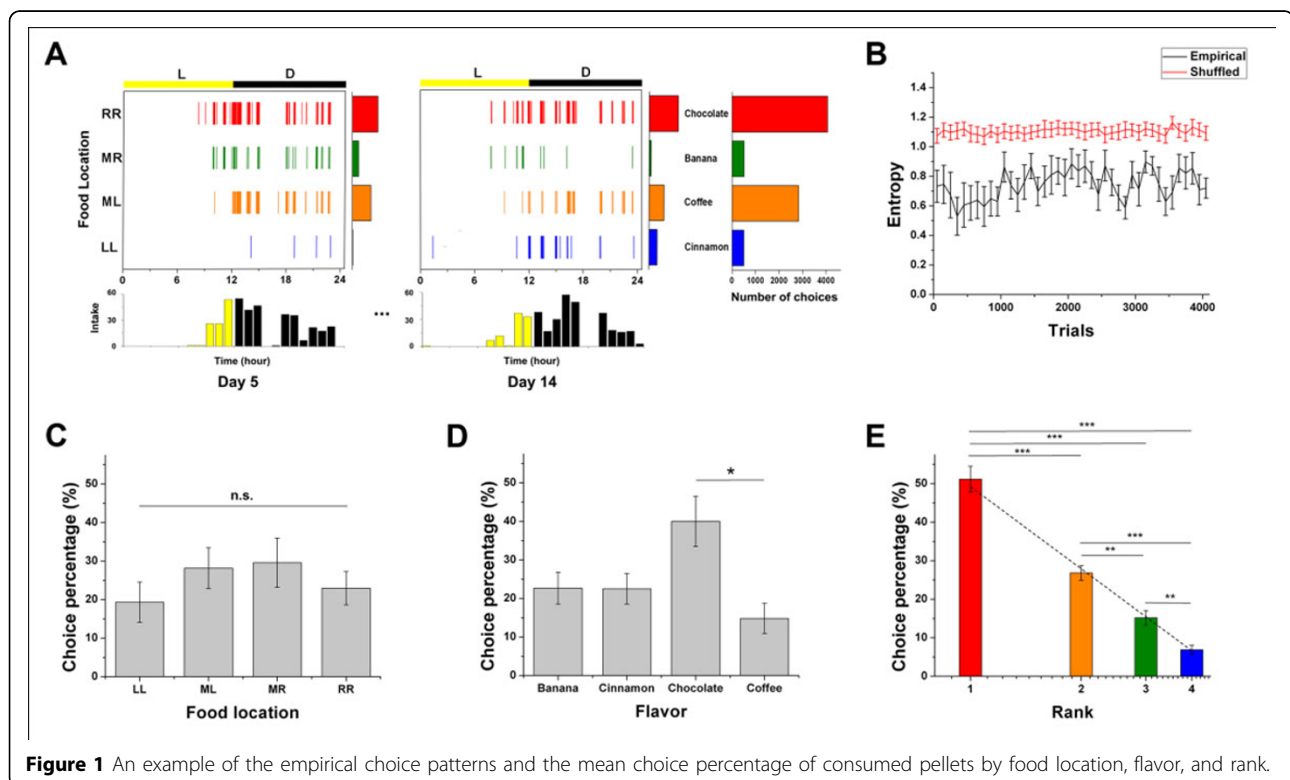 A
L D
L D
RR
MR
ML
LL
Food Location
0 6 12 18 24
0 6 12 18 24
Chocolate
Banana
Coffee
Cinnamon
0 1000 2000 3000 4000
Number of choices
60
30
0
Intake
Time (hour)
Day 5
...
60
30
0
Time (hour)
Day 14
B
Empirical
Shuffled
1.4
1.2
1.0
0.8
0.6
0.4
0.2
0.0
Entropy
0 1000 2000 3000 4000
Trials
C
n.s.
50
40
30
20
10
0
Choice percentage (%)
LL ML MR RR
Food location
D
*
50
40
30
20
10
0
Choice percentage (%)
Banana Cinnamon Chocolate Coffee
Flavor
E
***
***
***
***
**
**
50
40
30
20
10
0
Choice percentage (%)
1 2 3 4
Rank
Figure 1 An example of the empirical choice patterns and the mean choice percentage of consumed pellets by food location, flavor, and rank.